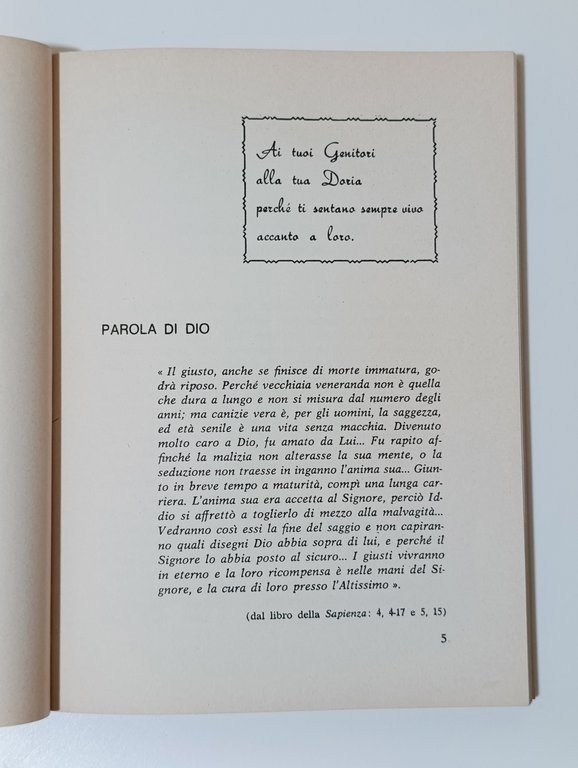 Ai tuoi Genitori
alla tua Doria
perché ti sentano sempre vivo
accanto a loro.
PAROLA DI DIO
« Il giusto, anche se finisce di morte immatura, go-
drà riposo. Perché vecchiaia veneranda non è quella
che dura a lungo e non si misura dal numero degli
anni; ma canizie vera è, per gli uomini, la saggezza,
ed età senile è una vita senza macchia. Divenuto
molto caro a Dio, fu amato da Lui... Fu rapito af-
finché la malizia non alterasse la sua mente, o la
seduzione non traesse in inganno l'anima sua... Giun-
to in breve tempo a maturità, compì una lunga car-
riera. L'anima sua era accetta al Signore, perciò Id-
dio si affrettò a toglierlo di mezzo alla malvagità...
Vedranno così essi la fine del saggio e non capiran-
no quali disegni Dio abbia sopra di lui, e perché il
Signore lo abbia posto al sicuro... I giusti vivranno
in eterno e la loro ricompensa è nelle mani del Si-
gnore, e la cura di loro presso l'Altissimo ».
(dal libro della Sapienza: 4, 4-17 e 5, 15)
5